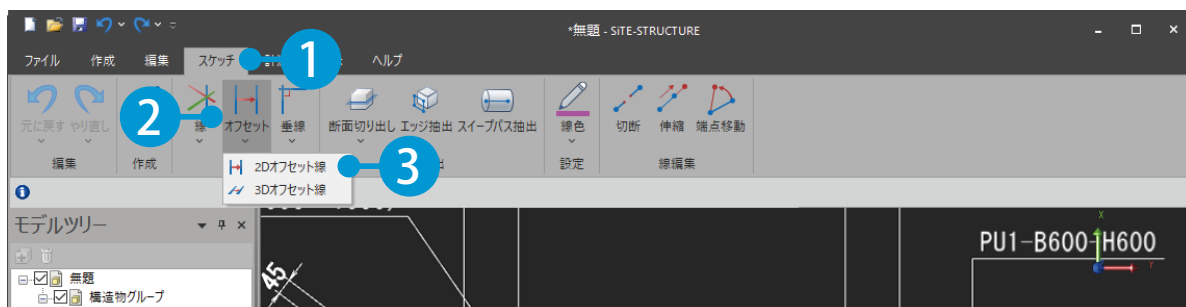 *無題 - SiTE-STRUCTURE
ファイル 作成 編集 スケッチ ヘルプ
1
2
元に戻す やり直し 線 オフセット 垂線 断面切り出し エッジ抽出 スイープパス抽出 線色 切断 伸縮 端点移動
編集 作成 設定 線編集
2Dオフセット線
3
3Dオフセット線
モデルツリー
無題
構造物グループ
45
PU1-B600-H600
X
Y